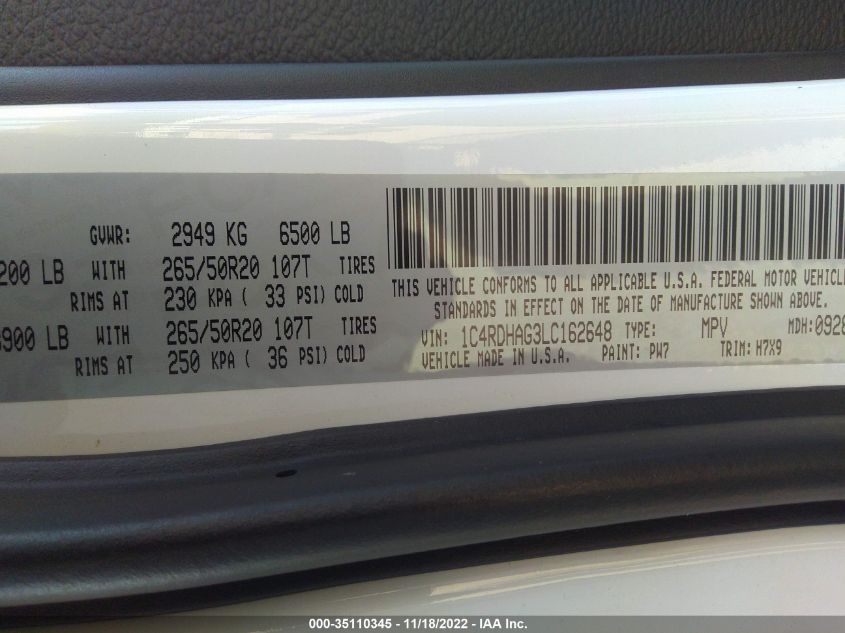 GVWR: 2949 KG 6500 LB
200 LB WITH 265/50R20 107T TIRES
RIMS AT 230 KPA ( 33 PSI) COLD
900 LB WITH 265/50R20 107T TIRES
RIMS AT 250 KPA ( 36 PSI) COLD
THIS VEHICLE CONFORMS TO ALL APPLICABLE U.S.A. FEDERAL MOTOR VEHICLE
STANDARDS IN EFFECT ON THE DATE OF MANUFACTURE SHOWN ABOVE.
VIN: 1C4RDHAG3LC162648 TYPE: MPV MDH:0928
VEHICLE MADE IN U.S.A. PAINT: PW7 TRIM: H7X9
000-35110345 - 11/18/2022 - IAA Inc.